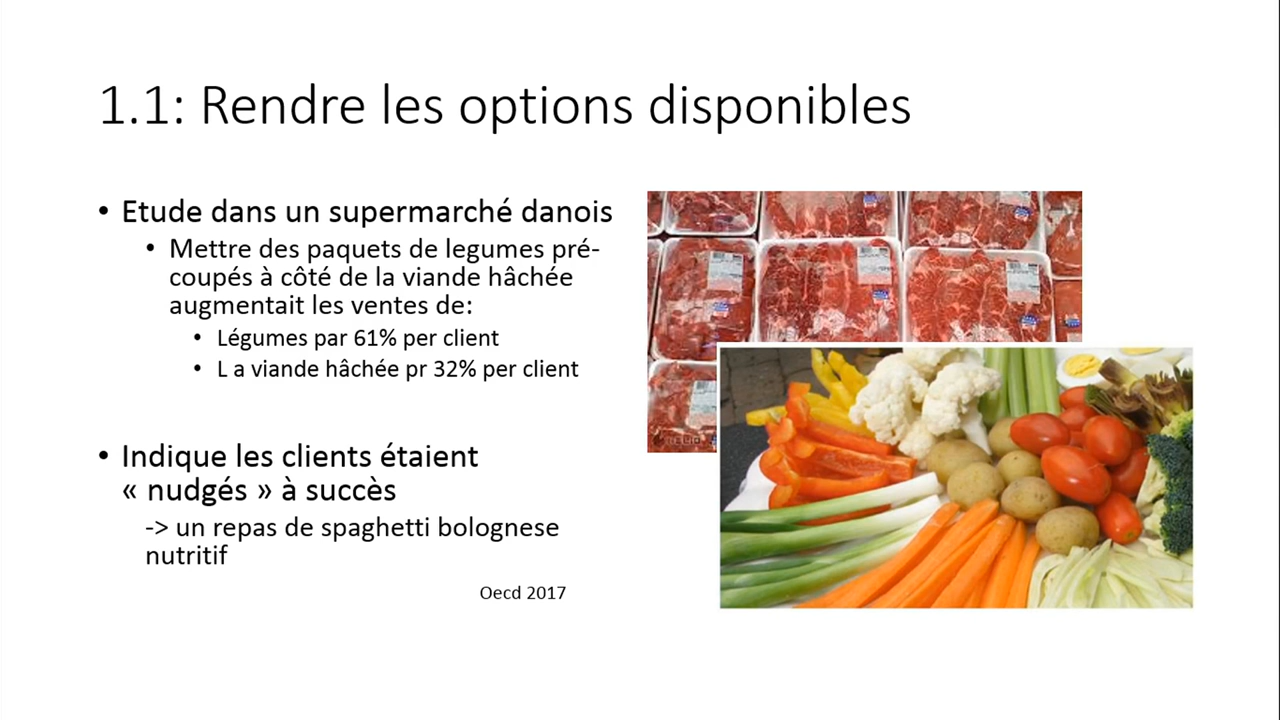 1.1: Rendre les options disponibles
• Etude dans un supermarché danois
• Mettre des paquets de legumes pré-
coupés à côté de la viande hâchée
augmentait les ventes de:
• Légumes par 61% per client
• L a viande hâchée pr 32% per client
• Indique les clients étaient
« nudgés » à succès
-> un repas de spaghetti bolognese
nutritif
Oecd 2017